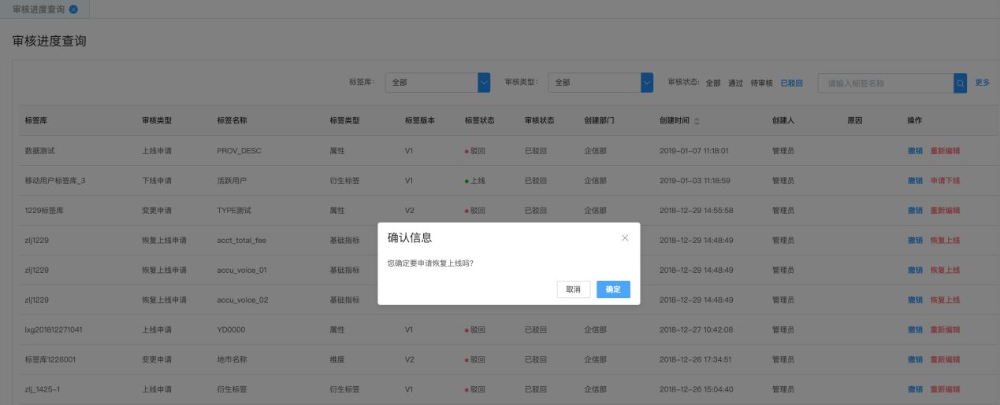 审核进度查询
审核进度查询
标签库： 全部 审核类型: 全部 审核状态: 全部 通过 待审核 已驳回 请输入标签名称 更多
标签库 审核类型 标签名称 标签类型 标签版本 标签状态 审核状态 创建部门 创建时间 创建人 原因 操作
数据测试 上线申请 PROV_DESC 属性 V1 驳回 已驳回 企信部 2019-01-07 11:18:01 管理员 撤销 重新编辑
移动用户标签库_3 下线申请 活跃用户 衍生标签 V1 上线 已驳回 企信部 2019-01-03 11:18:59 管理员 撤销 申请下线
1229标签库 变更申请 TYPE测试 属性 V2 驳回 已驳回 企信部 2018-12-29 14:55:58 管理员 撤销 重新编辑
zlj1229 恢复上线申请 acct_total_fee 基础指标 2018-12-29 14:48:49 管理员 撤销 恢复上线
zlj1229 恢复上线申请 accu_voice_01 基础指标 2018-12-29 14:48:49 管理员 撤销 恢复上线
zlj1229 恢复上线申请 accu_voice_02 基础指标 2018-12-29 14:48:49 管理员 撤销 恢复上线
确认信息
您确定要申请恢复上线吗?
取消 确定
lxg201812271041 上线申请 YD0000 属性 V1 驳回 已驳回 企信部 2018-12-27 10:42:08 管理员 撤销 重新编辑
标签库1226001 变更申请 地市名称 维度 V2 驳回 已驳回 企信部 2018-12-26 17:34:51 管理员 撤销 重新编辑
zlj_1425-1 上线申请 衍生标签 衍生标签 V1 驳回 已驳回 企信部 2018-12-26 15:04:40 管理员 撤销 重新编辑